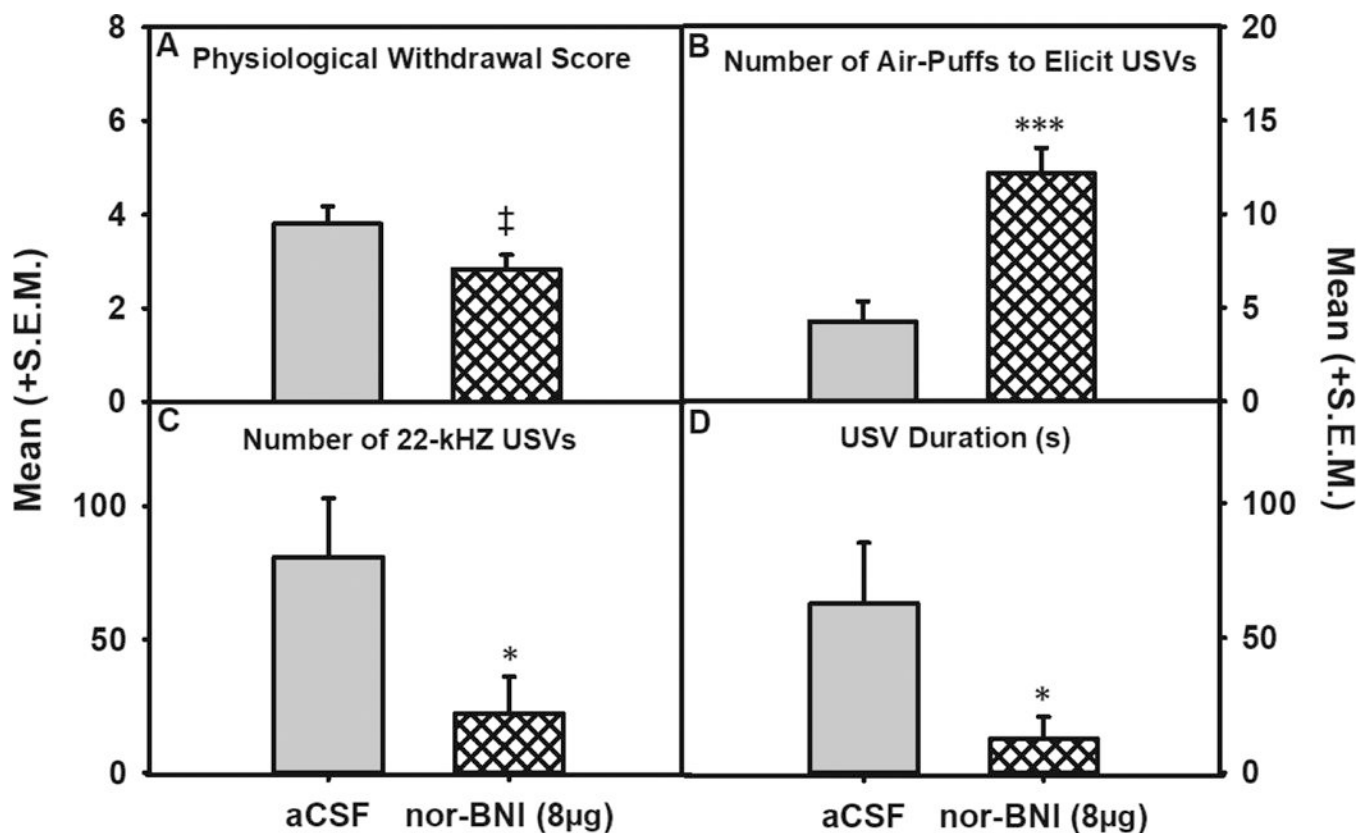 A
Physiological Withdrawal Score
B
Number of Air-Puffs to Elicit USVs
8
6
4
2
0
20
15
10
5
0
‡
***
C
Number of 22-kHZ USVs
D
USV Duration (s)
100
50
0
100
50
0
*
*
Mean (+S.E.M.)
Mean (+S.E.M.)
aCSF nor-BNI (8µg)
aCSF nor-BNI (8µg)